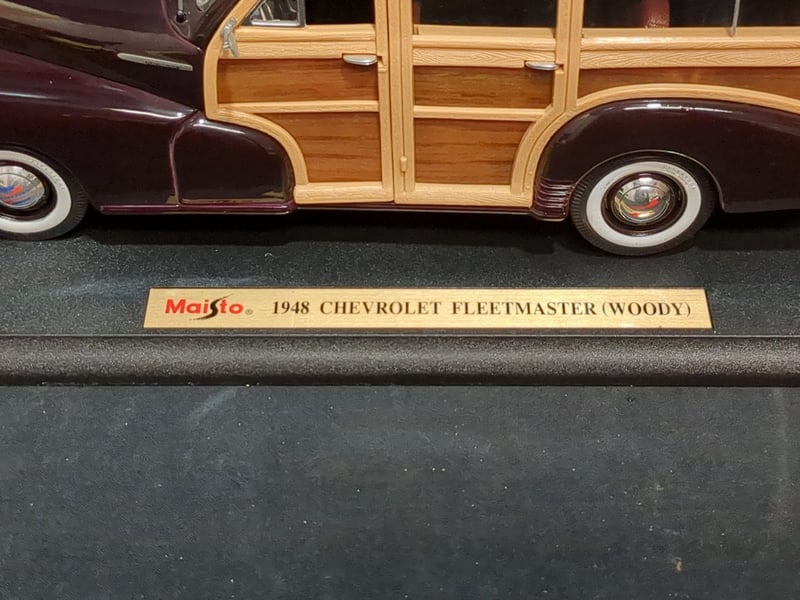 Maisto® 1948 CHEVROLET FLEETMASTER (WOODY)